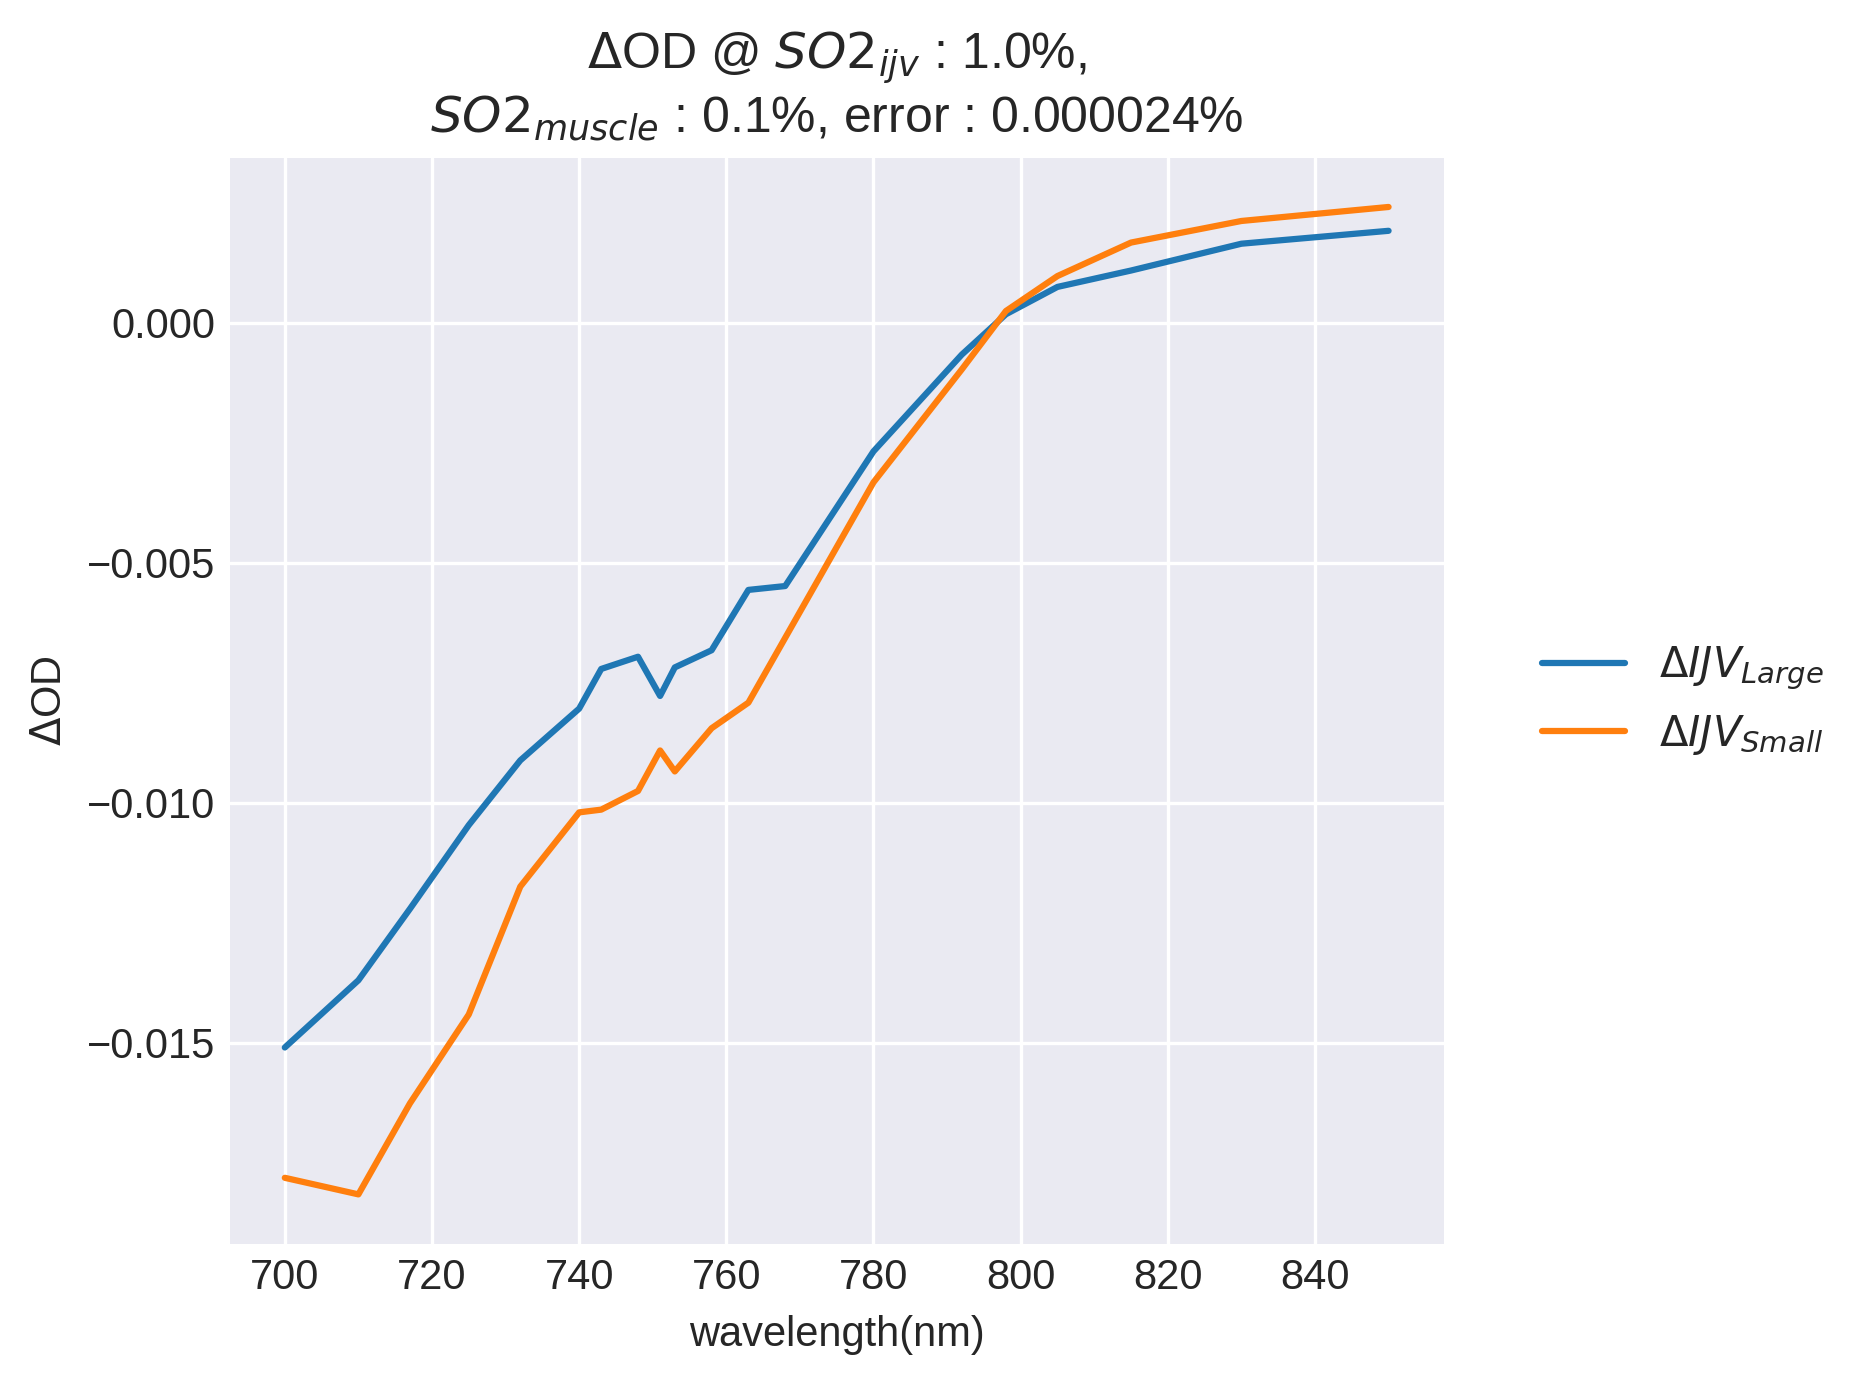 ΔOD @ SO2ijv : 1.0%,
SO2muscle : 0.1%, error : 0.000024%
0.000
−0.005
−0.010
−0.015
ΔOD
700 720 740 760 780 800 820 840
wavelength(nm)
ΔIJVLarge
ΔIJVSmall